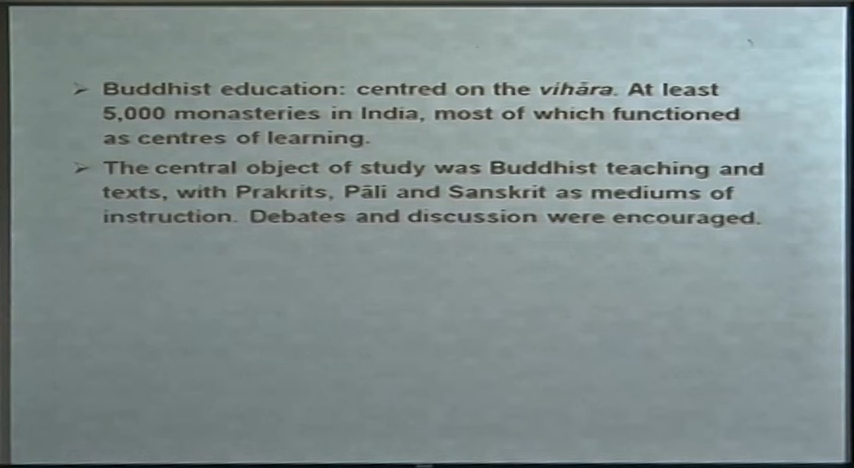 ➢ Buddhist education: centred on the vihāra. At least
5,000 monasteries in India, most of which functioned
as centres of learning.
➢ The central object of study was Buddhist teaching and
texts, with Prakrits, Pāli and Sanskrit as mediums of
instruction. Debates and discussion were encouraged.